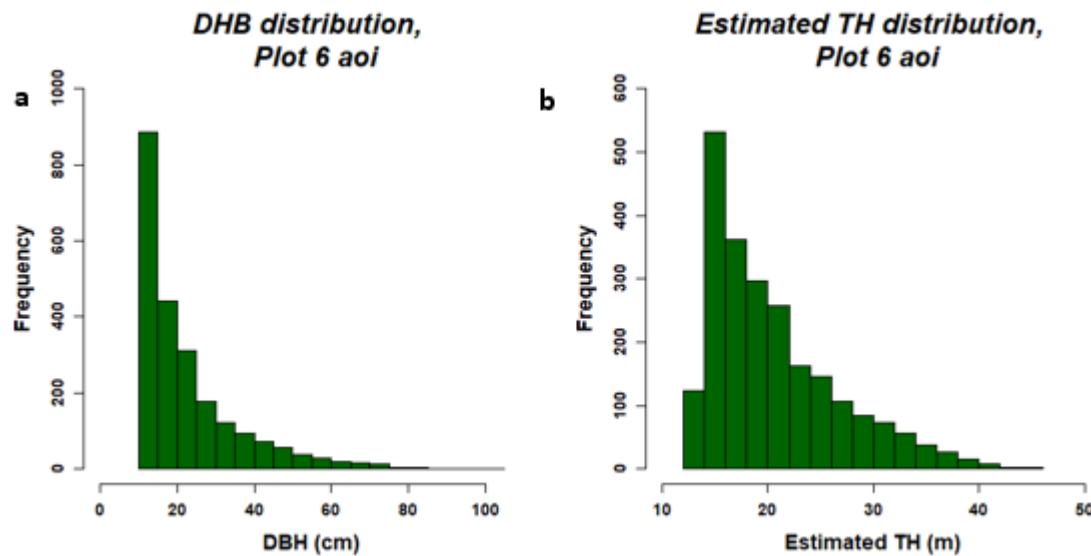 DHB distribution,
Plot 6 aoi
a
1000
800
600
400
200
0
Frequency
0 20 40 60 80 100
DBH (cm)
Estimated TH distribution,
Plot 6 aoi
b
600
500
400
300
200
100
0
Frequency
10 20 30 40 50
Estimated TH (m)